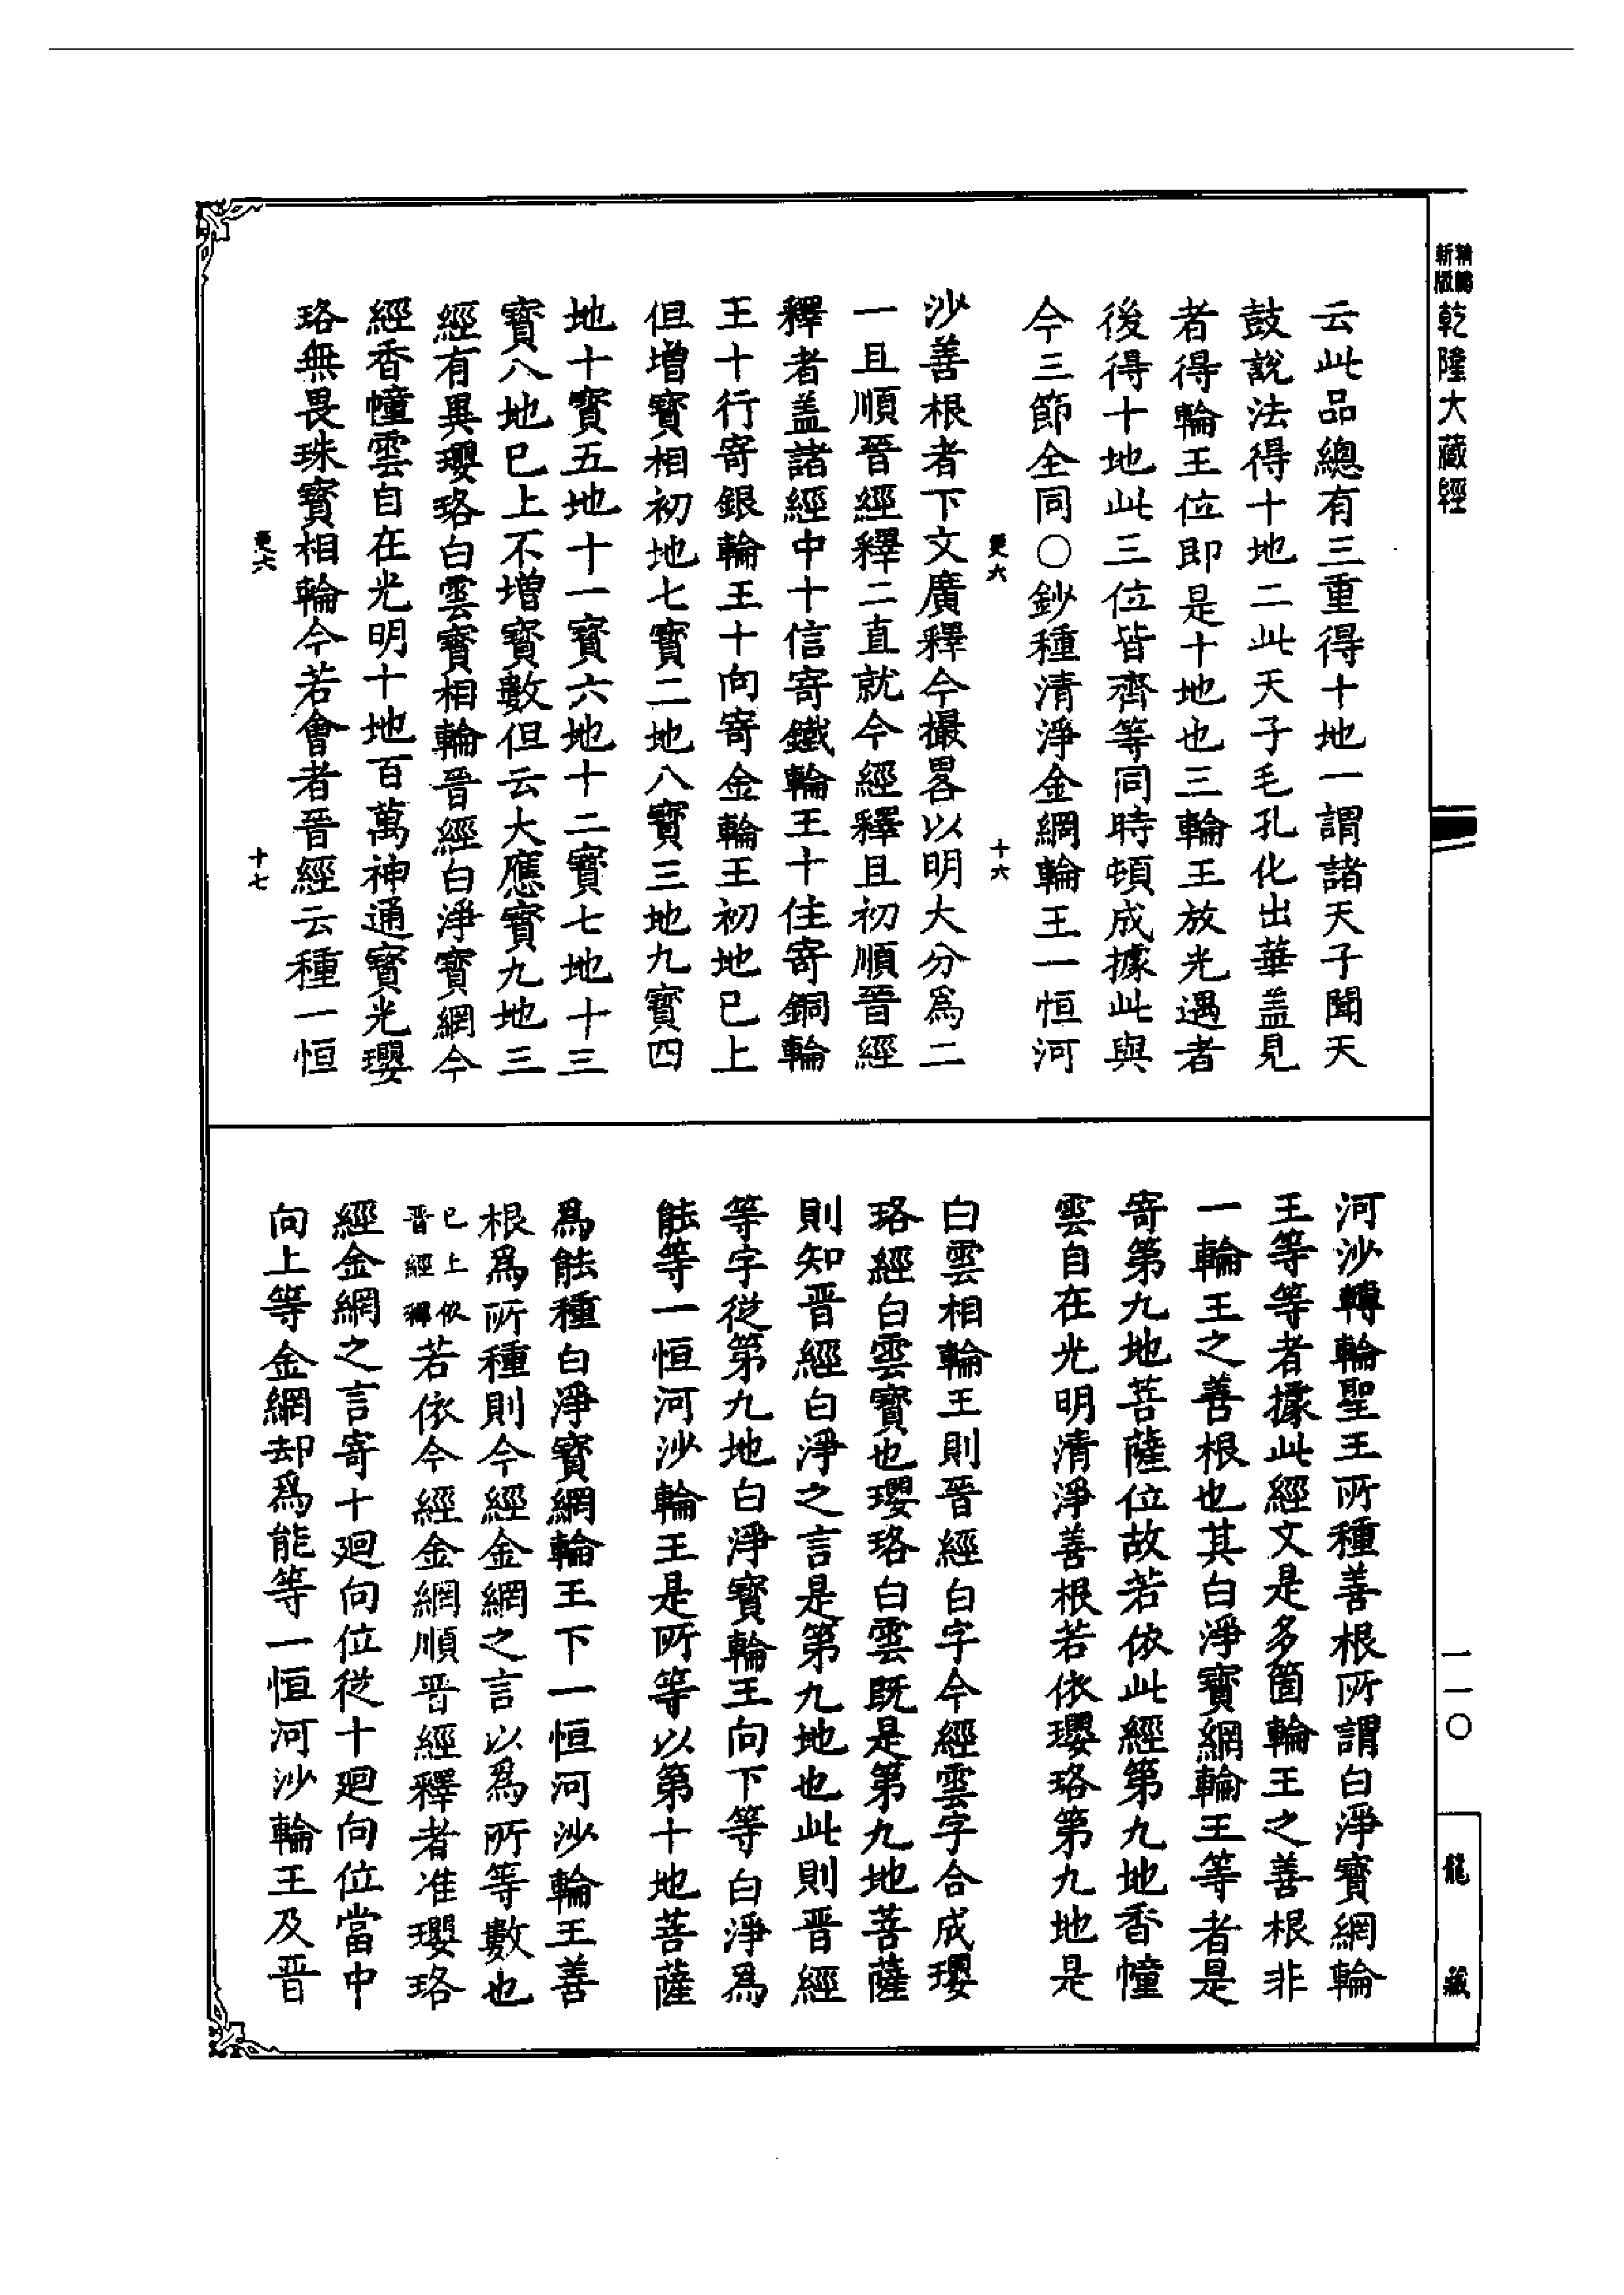 精縛新版
乾隆大藏經
云此品總有三重得十地一謂諸天子聞天
鼓說法得十地二此天子毛孔化出華盖見
者得輪王位即是十地也三輪王放光遇者
後得十地此三位皆齊等同時頓成據此與
今三節全同○鈔種清淨金網輪王一恒河
更六 十六
沙善根者下文廣釋今撮畧以明大分為二
一且順晉經釋二直就今經釋且初順晉經
釋者盖諸經中十信寄鐵輪王十住寄銅輪
王十行寄銀輪王十向寄金輪王初地已上
但增寶相初地七寶二地八寶三地九寶四
地十寶五地十一寶六地十二寶七地十三
寶八地已上不增寶數但云大應寶九地三
經有異瓔珞白雲寶相輪晉經白淨寶網今
經香幢雲自在光明十地百萬神通寶光瓔
珞無畏珠寶相輪今若會者晉經云種一恒
更六 十七
河沙轉輪聖王所種善根所謂白淨寶網輪
王等等者據此經文是多箇輪王之善根非
一輪王之善根也其白淨寶網輪王等者是
寄第九地菩薩位故若依此經第九地香幢
雲自在光明清淨善根若依瓔珞第九地是
白雲相輪王則晉經白字今經雲字合成瓔
珞經白雲寶也瓔珞白雲既是第九地菩薩
則知晉經白淨之言是第九地也此則晉經
等字從第九地白淨寶輪王向下等白淨為
能等一恒河沙輪王是所等以第十地菩薩
為能種白淨寶網輪王下一恒河沙輪王善
根為所種則今經金網之言以為所等數也
已上依晉經釋若依今經金網順晉經釋者准瓔珞
經金網之言寄十廻向位從十廻向位當中
向上等金網却為能等一恒河沙輪王及晉
一一〇
龍藏